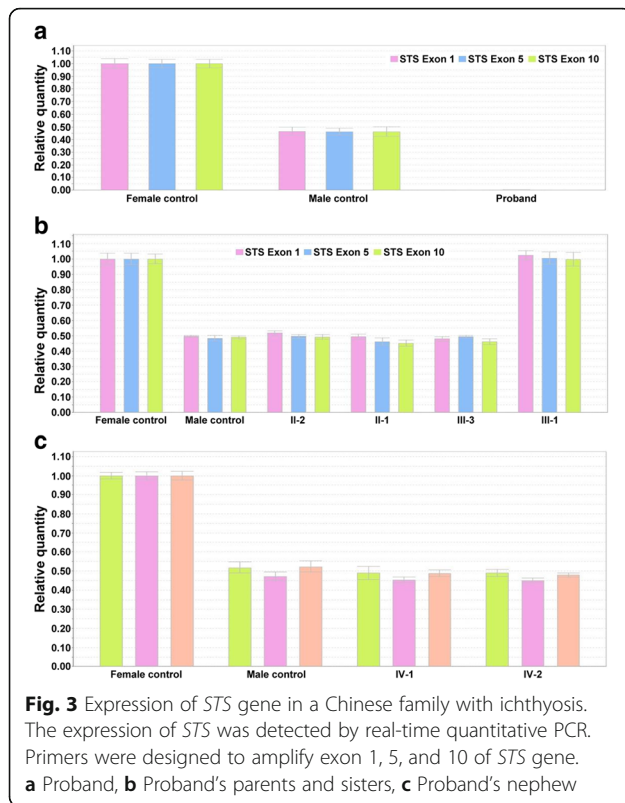 a
STS Exon 1 STS Exon 5 STS Exon 10
Relative quantity
1.10
1.00
0.90
0.80
0.70
0.60
0.50
0.40
0.30
0.20
0.10
0.00
Female control Male control Proband
b
STS Exon 1 STS Exon 5 STS Exon 10
Relative quantity
1.10
1.00
0.90
0.80
0.70
0.60
0.50
0.40
0.30
0.20
0.10
0.00
Female control Male control II-2 II-1 III-3 III-1
c
Relative quantity
1.10
1.00
0.90
0.80
0.70
0.60
0.50
0.40
0.30
0.20
0.10
0.00
Female control Male control IV-1 IV-2
Fig. 3 Expression of STS gene in a Chinese family with ichthyosis.
The expression of STS was detected by real-time quantitative PCR.
Primers were designed to amplify exon 1, 5, and 10 of STS gene.
a Proband, b Proband's parents and sisters, c Proband's nephew